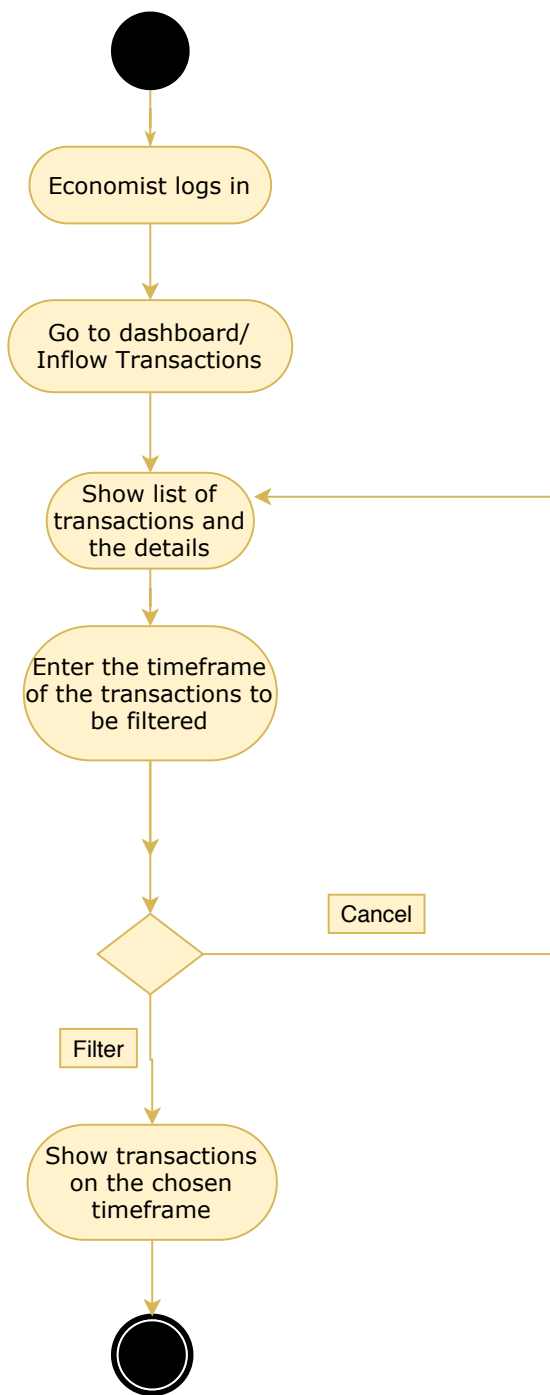 Economist logs in
Go to dashboard/
Inflow Transactions
Show list of
transactions and
the details
Enter the timeframe
of the transactions to
be filtered
Cancel
Filter
Show transactions
on the chosen
timeframe